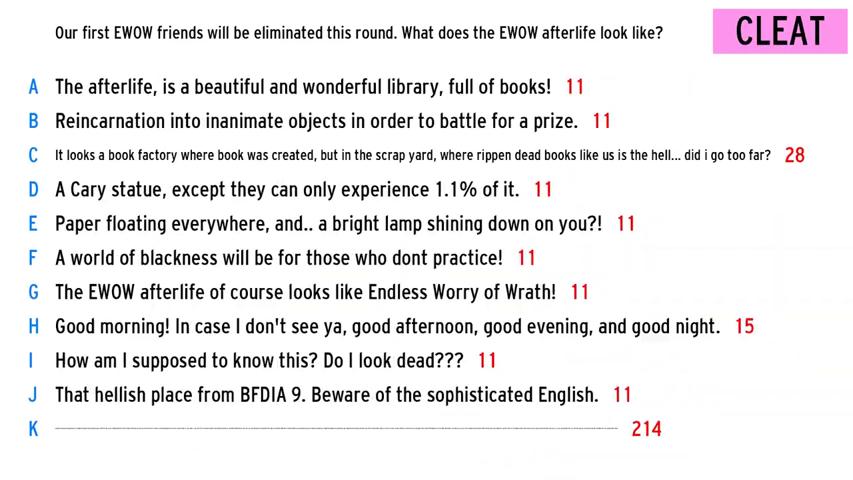 Our first EWOW friends will be eliminated this round. What does the EWOW afterlife look like?
CLEAT
A The afterlife, is a beautiful and wonderful library, full of books! 11
B Reincarnation into inanimate objects in order to battle for a prize. 11
C It looks a book factory where book was created, but in the scrap yard, where rippen dead books like us is the hell... did i go too far? 28
D A Cary statue, except they can only experience 1.1% of it. 11
E Paper floating everywhere, and.. a bright lamp shining down on you?! 11
F A world of blackness will be for those who dont practice! 11
G The EWOW afterlife of course looks like Endless Worry of Wrath! 11
H Good morning! In case I don't see ya, good afternoon, good evening, and good night. 15
I How am I supposed to know this? Do I look dead??? 11
J That hellish place from BFDIA 9. Beware of the sophisticated English. 11
K 214